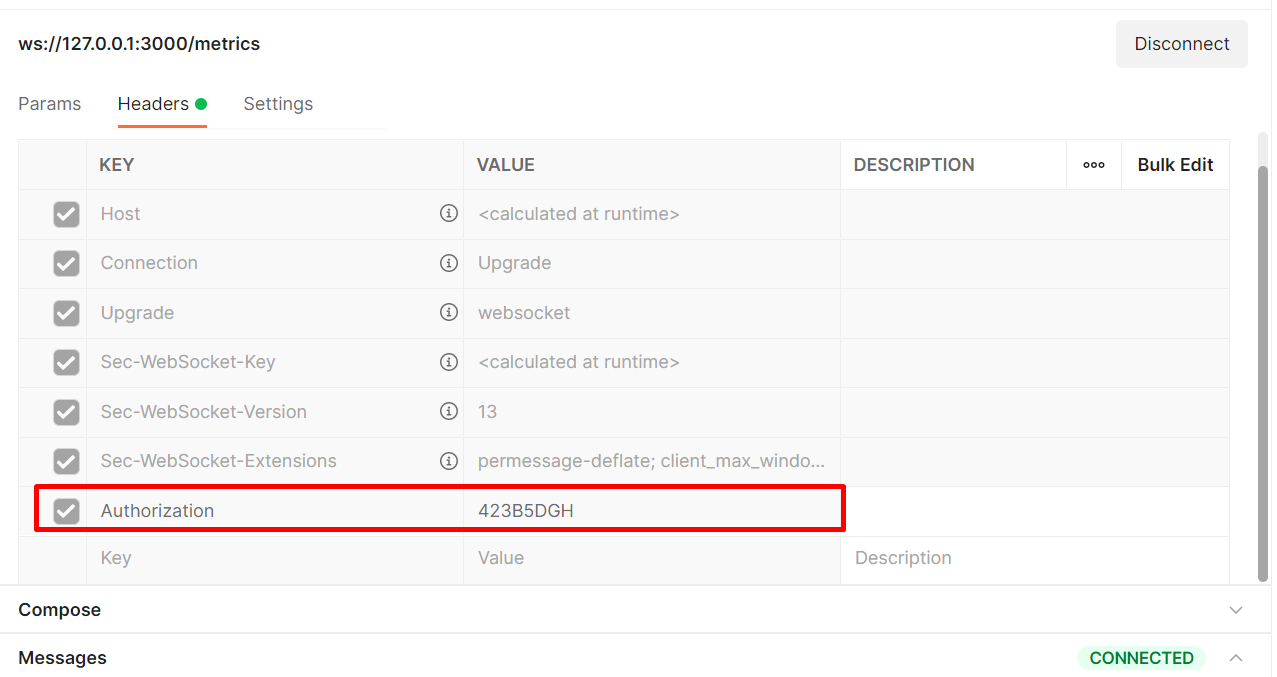 ws://127.0.0.1:3000/metrics Disconnect
Params Headers Settings
KEY VALUE DESCRIPTION ooo Bulk Edit
Host <calculated at runtime>
Connection Upgrade
Upgrade websocket
Sec-WebSocket-Key <calculated at runtime>
Sec-WebSocket-Version 13
Sec-WebSocket-Extensions permessage-deflate; client_max_windo...
Authorization 423B5DGH
Key Value Description
Compose
Messages CONNECTED